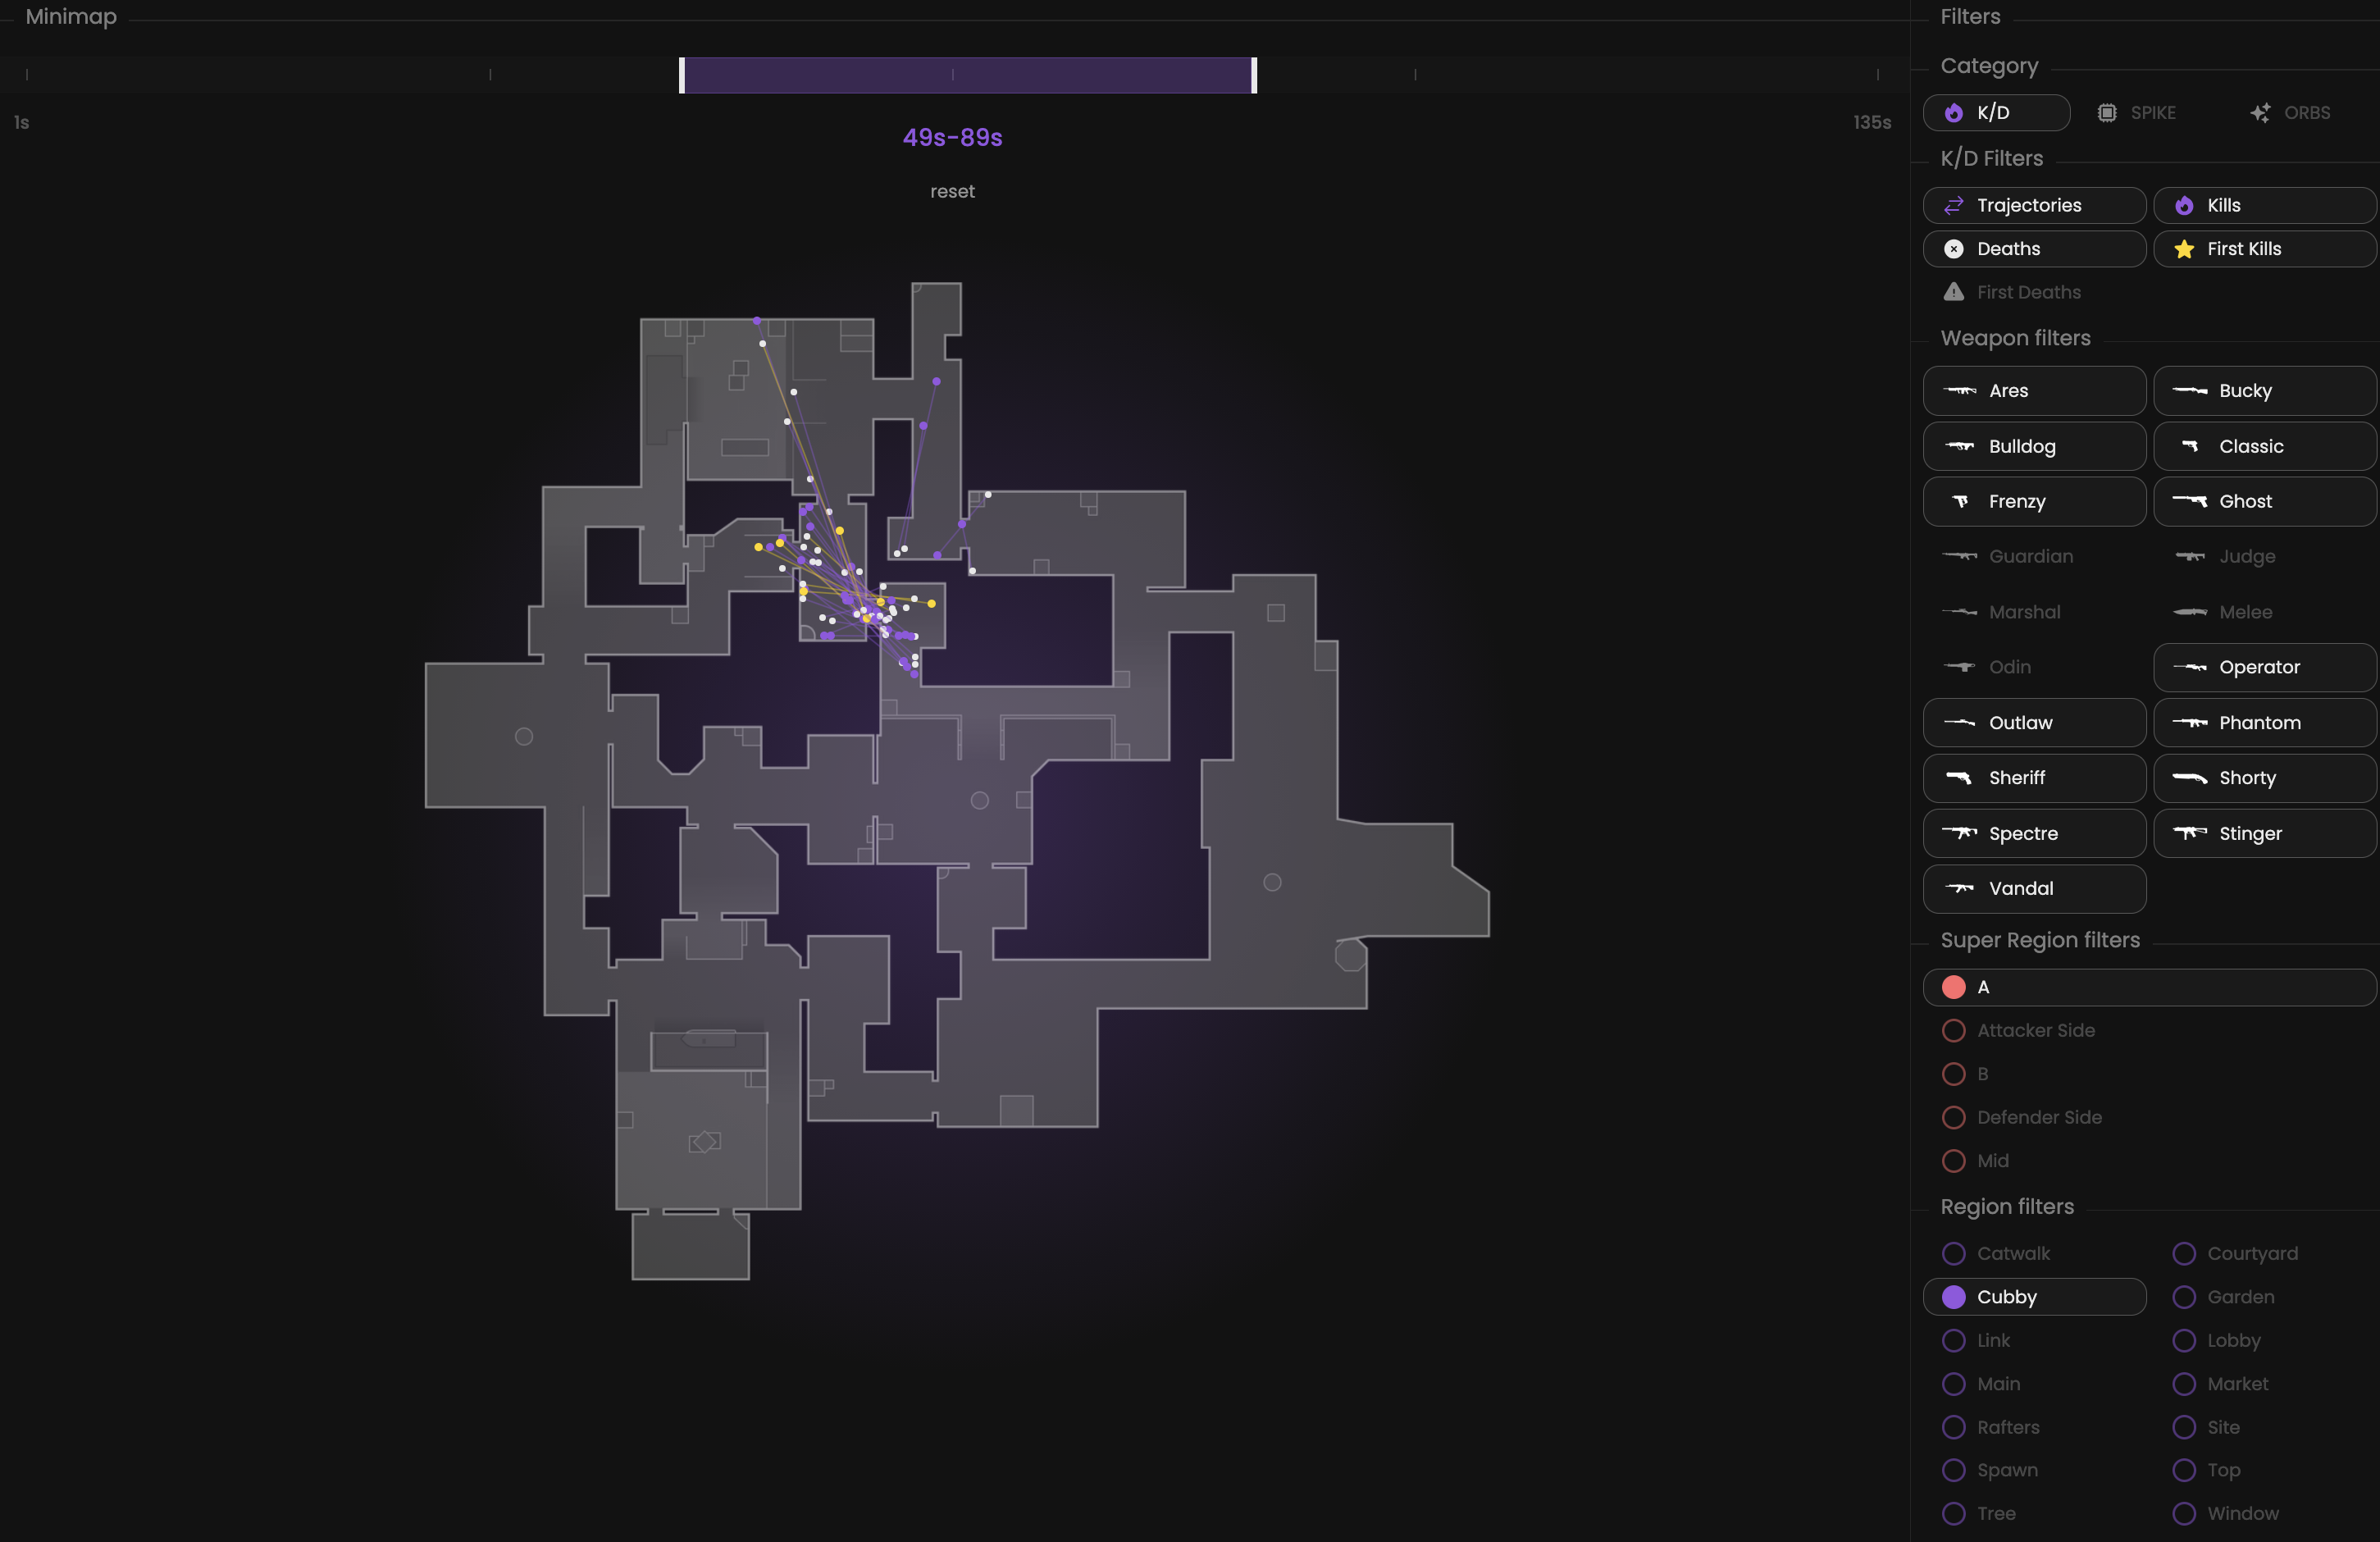 Minimap
1s
135s
49s-89s
reset
Filters
Category
K/D
SPIKE
ORBS
K/D Filters
Trajectories
Kills
Deaths
First Kills
First Deaths
Weapon filters
Ares
Bucky
Bulldog
Classic
Frenzy
Ghost
Guardian
Judge
Marshal
Melee
Odin
Operator
Outlaw
Phantom
Sheriff
Shorty
Spectre
Stinger
Vandal
Super Region filters
A
Attacker Side
B
Defender Side
Mid
Region filters
Catwalk
Courtyard
Cubby
Garden
Link
Lobby
Main
Market
Rafters
Site
Spawn
Top
Tree
Window